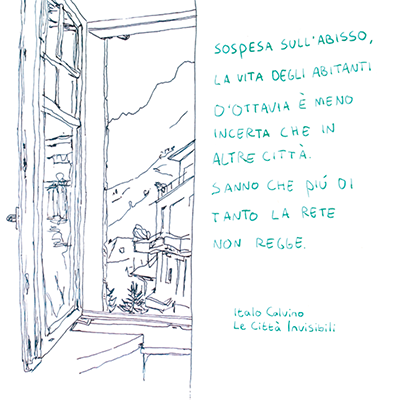 SOSPESA SULL'ABISSO,
LA VITA DEGLI ABITANTI
D'OTTAVIA È MENO
INCERTA CHE IN
ALTRE CITTÀ.
SANNO CHE PIÚ DI
TANTO LA RETE
NON REGGE.
Italo Calvino
Le Città Invisibili